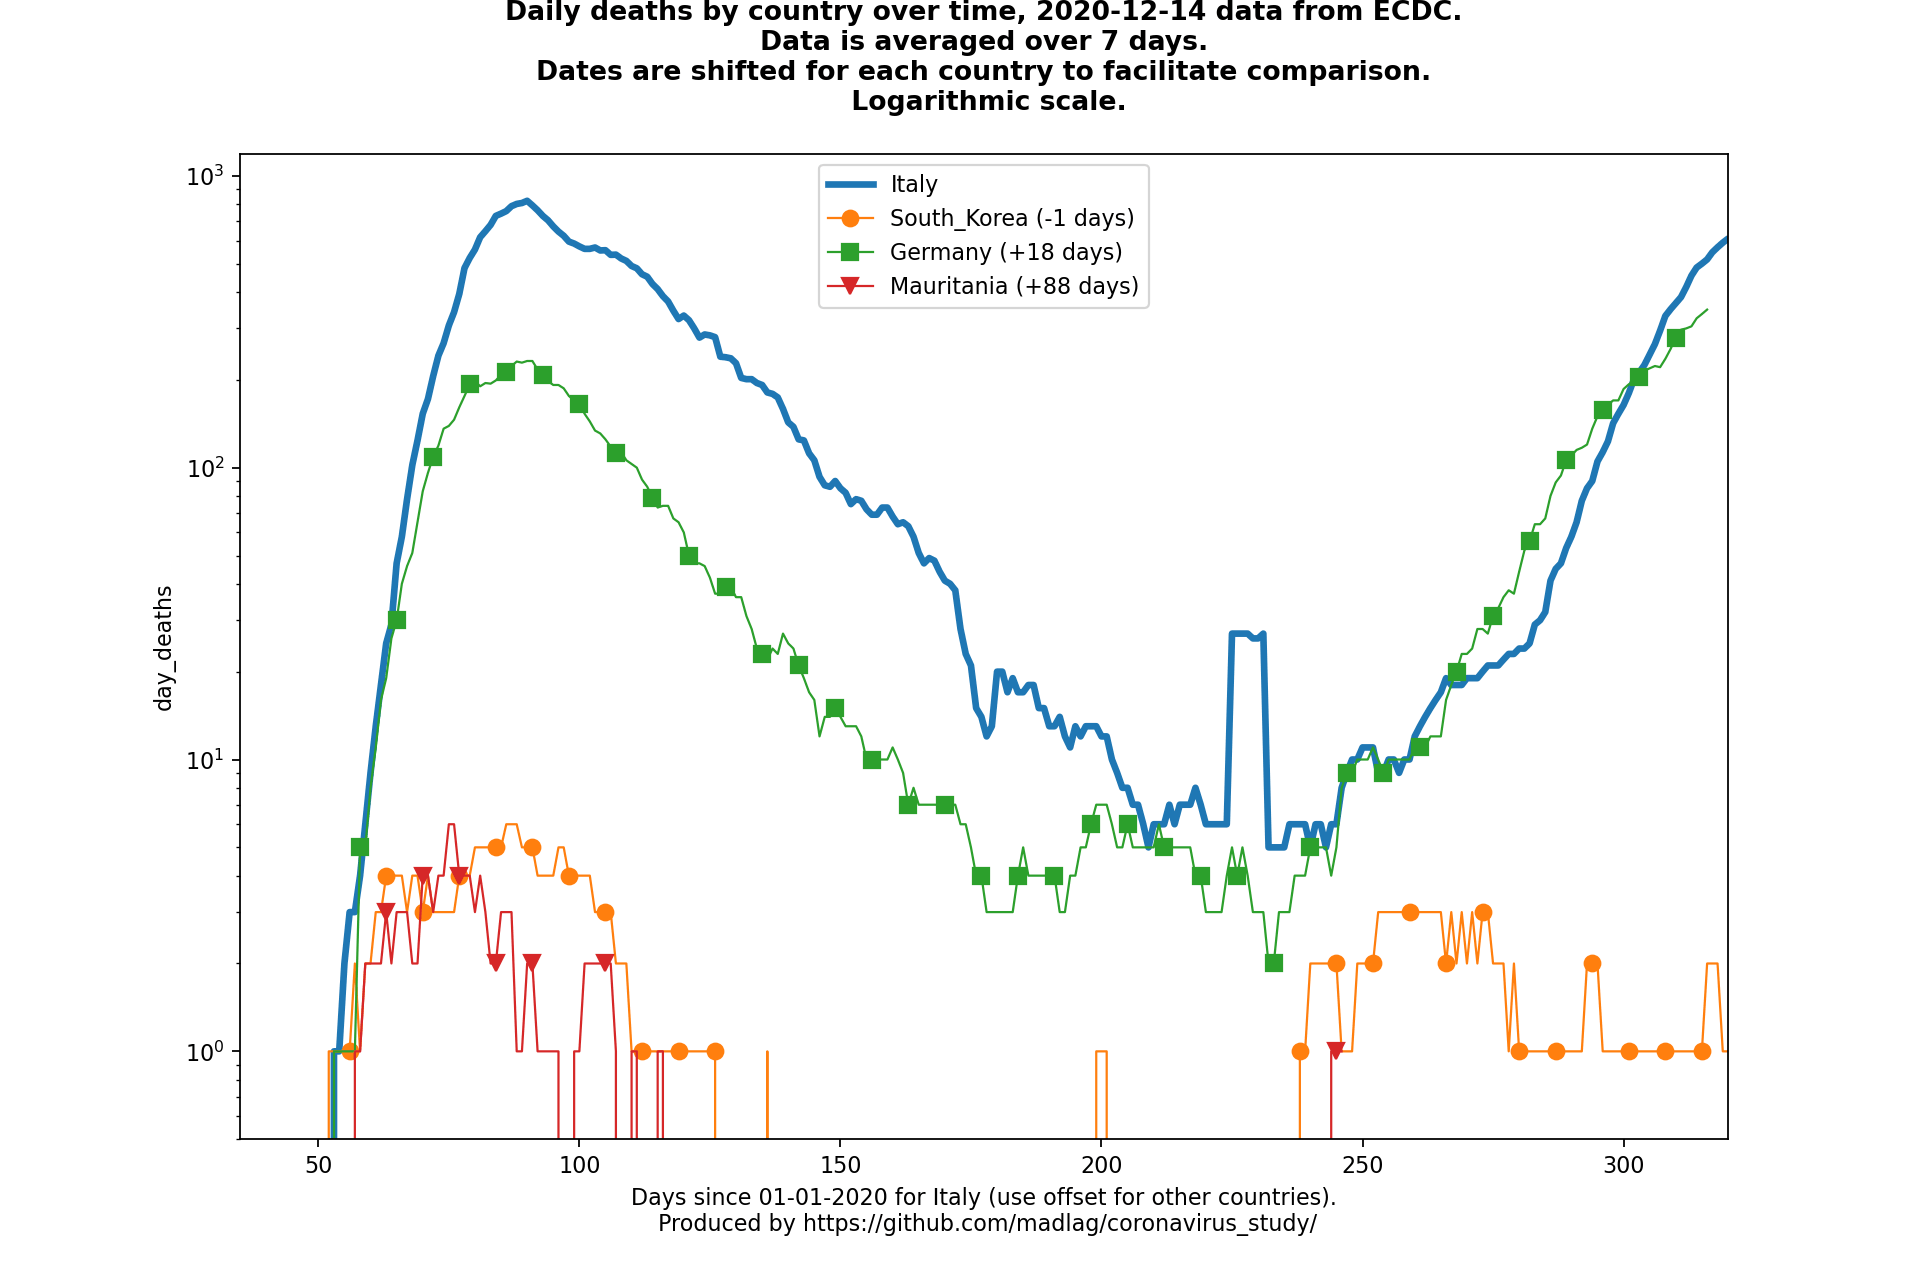 Daily deaths by country over time, 2020-12-14 data from ECDC.
Data is averaged over 7 days.
Dates are shifted for each country to facilitate comparison.
Logarithmic scale.
10³
Italy
South_Korea (-1 days)
Germany (+18 days)
Mauritania (+88 days)
10²
day_deaths
10¹
10⁰
50 100 150 200 250 300
Days since 01-01-2020 for Italy (use offset for other countries).
Produced by https://github.com/madlag/coronavirus_study/